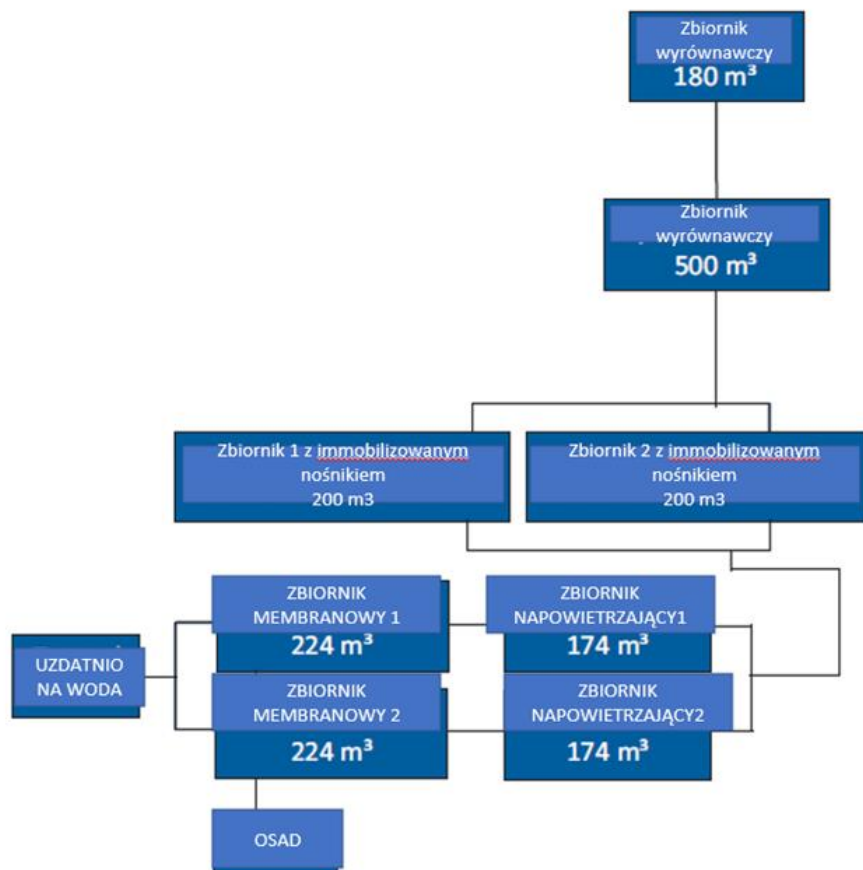 Zbiornik
wyrównawczy
180 m³
Zbiornik
wyrównawczy
500 m³
Zbiornik 1 z immobilizowanym
nośnikiem
200 m3
Zbiornik 2 z immobilizowanym
nośnikiem
200 m3
ZBIORNIK
MEMBRANOWY 1
224 m³
ZBIORNIK
NAPOWIETRZAJĄCY1
174 m³
UZDATNIO
NA WODA
ZBIORNIK
MEMBRANOWY 2
224 m³
ZBIORNIK
NAPOWIETRZAJĄCY2
174 m³
OSAD